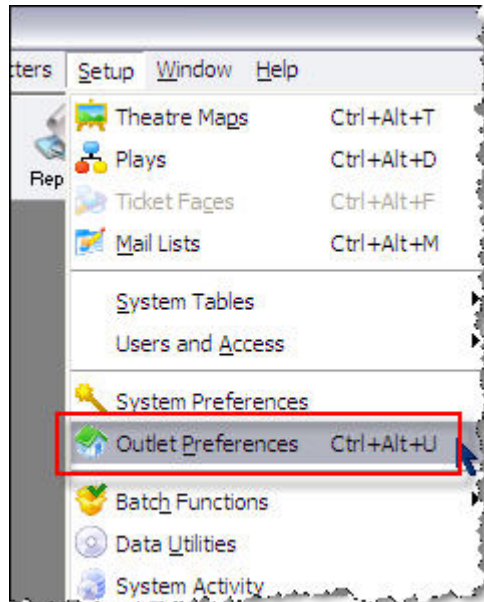 tters Setup Window Help
Rep
Theatre Maps Ctrl+Alt+T
Plays Ctrl+Alt+D
Ticket Faces Ctrl+Alt+F
Mail Lists Ctrl+Alt+M
System Tables
Users and Access
System Preferences
Outlet Preferences Ctrl+Alt+U
Batch Functions
Data Utilities
System Activity